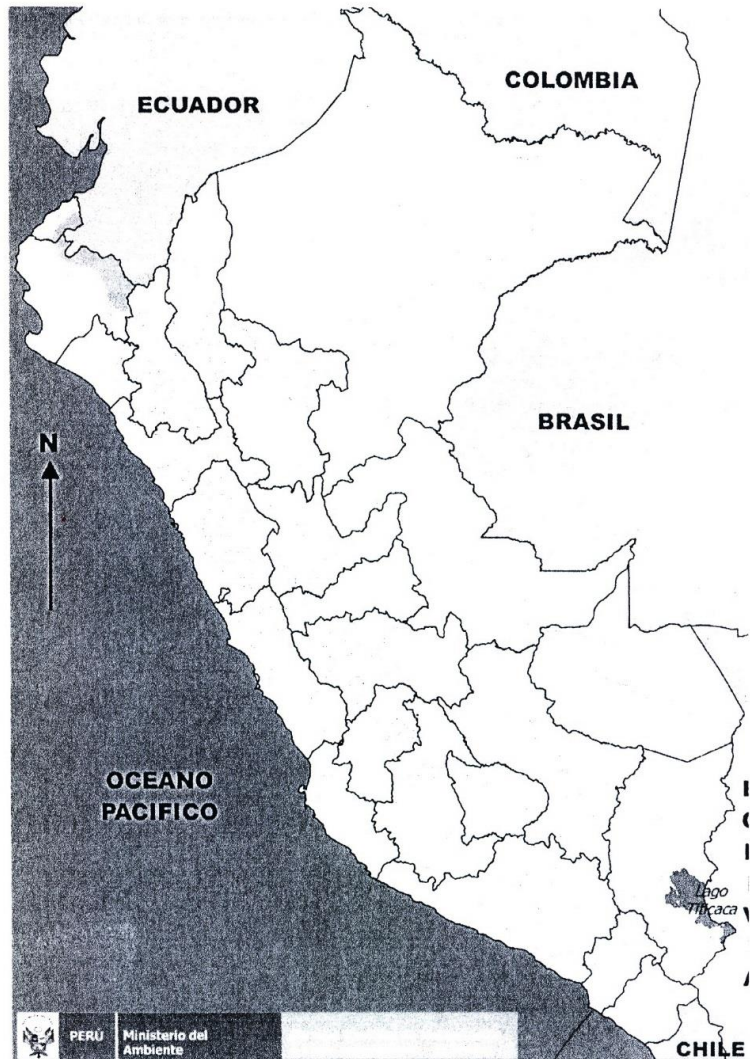 COLOMBIA
ECUADOR
BRASIL
N
OCEANO
PACIFICO
Lago
Titicaca
V
A
PERÚ
Ministerio del
Ambiente
CHILE